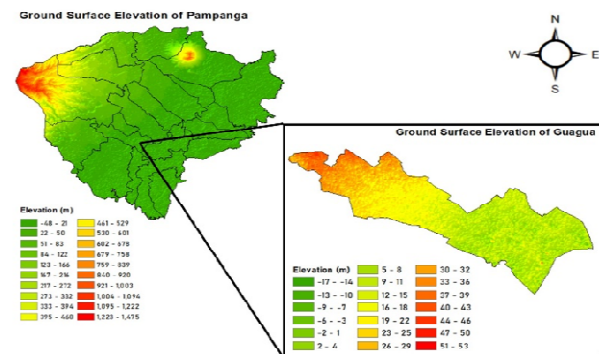 Ground Surface Elevation of Pampanga
N
W E
S
Ground Surface Elevation of Guagua
Elevation (m)
-48 - 21
22 - 50
51 - 83
84 - 122
123 - 166
167 - 216
217 - 272
273 - 332
333 - 394
395 - 460
461 - 529
530 - 601
602 - 678
679 - 758
759 - 839
840 - 920
921 - 1,003
1,004 - 1,094
1,095 - 1,222
1,223 - 1,475
Elevation (m)
-17 - -14
-13 - -10
-9 - -7
-6 - -3
-2 - 1
2 - 4
5 - 8
9 - 11
12 - 15
16 - 18
19 - 22
23 - 25
26 - 29
30 - 32
33 - 36
37 - 39
40 - 43
44 - 46
47 - 50
51 - 53